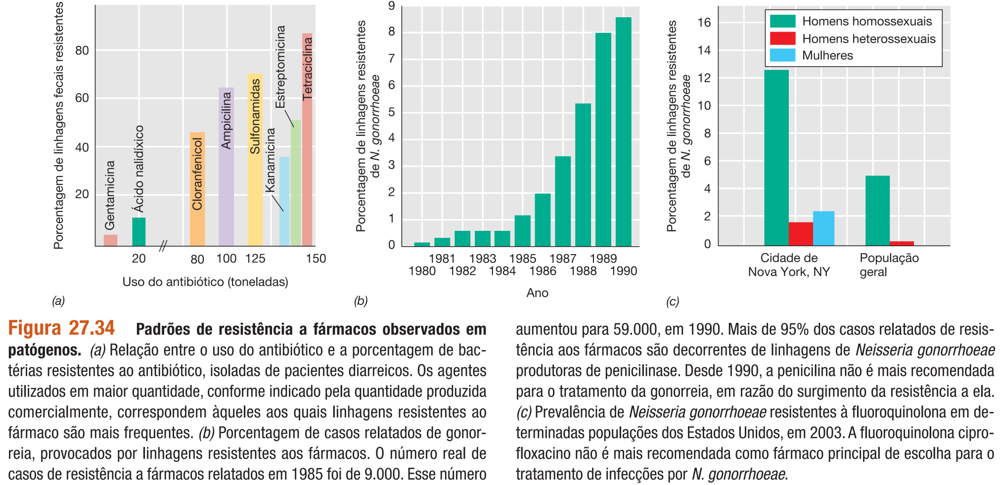 Porcentagem de linhagens fecais resistentes
80
60
40
20
Gentamicina
Ácido nalidíxico
Cloranfenicol
Ampicilina
Sulfonamidas
Kanamicina
Estreptomicina
Tetraciclina
20
80
100
125
150
Uso do antibiótico (toneladas)
(a)
Porcentagem de linhagens resistentes
de N. gonorrhoeae
9
8
7
6
5
4
3
2
1
0
1981 1983 1985 1987 1989
1980 1982 1984 1986 1988 1990
Ano
(b)
Porcentagem de linhagens resistentes
de N. gonorrhoeae
16
14
12
10
8
6
4
2
0
Homens homossexuais
Homens heterossexuais
Mulheres
Cidade de
Nova York, NY
População
geral
(c)
Figura 27.34 Padrões de resistência a fármacos observados em
patógenos. (a) Relação entre o uso do antibiótico e a porcentagem de bac-
térias resistentes ao antibiótico, isoladas de pacientes diarreicos. Os agentes
utilizados em maior quantidade, conforme indicado pela quantidade produzida
comercialmente, correspondem àqueles aos quais linhagens resistentes ao
fármaco são mais frequentes. (b) Porcentagem de casos relatados de gonor-
reia, provocados por linhagens resistentes aos fármacos. O número real de
casos de resistência a fármacos relatados em 1985 foi de 9.000. Esse número
aumentou para 59.000, em 1990. Mais de 95% dos casos relatados de resis-
tência aos fármacos são decorrentes de linhagens de Neisseria gonorrhoeae
produtoras de penicilinase. Desde 1990, a penicilina não é mais recomendada
para o tratamento da gonorreia, em razão do surgimento da resistência a ela.
(c) Prevalência de Neisseria gonorrhoeae resistentes à fluoroquinolona em de-
terminadas populações dos Estados Unidos, em 2003. A fluoroquinolona cipro-
floxacino não é mais recomendada como fármaco principal de escolha para o
tratamento de infecções por N. gonorrhoeae.